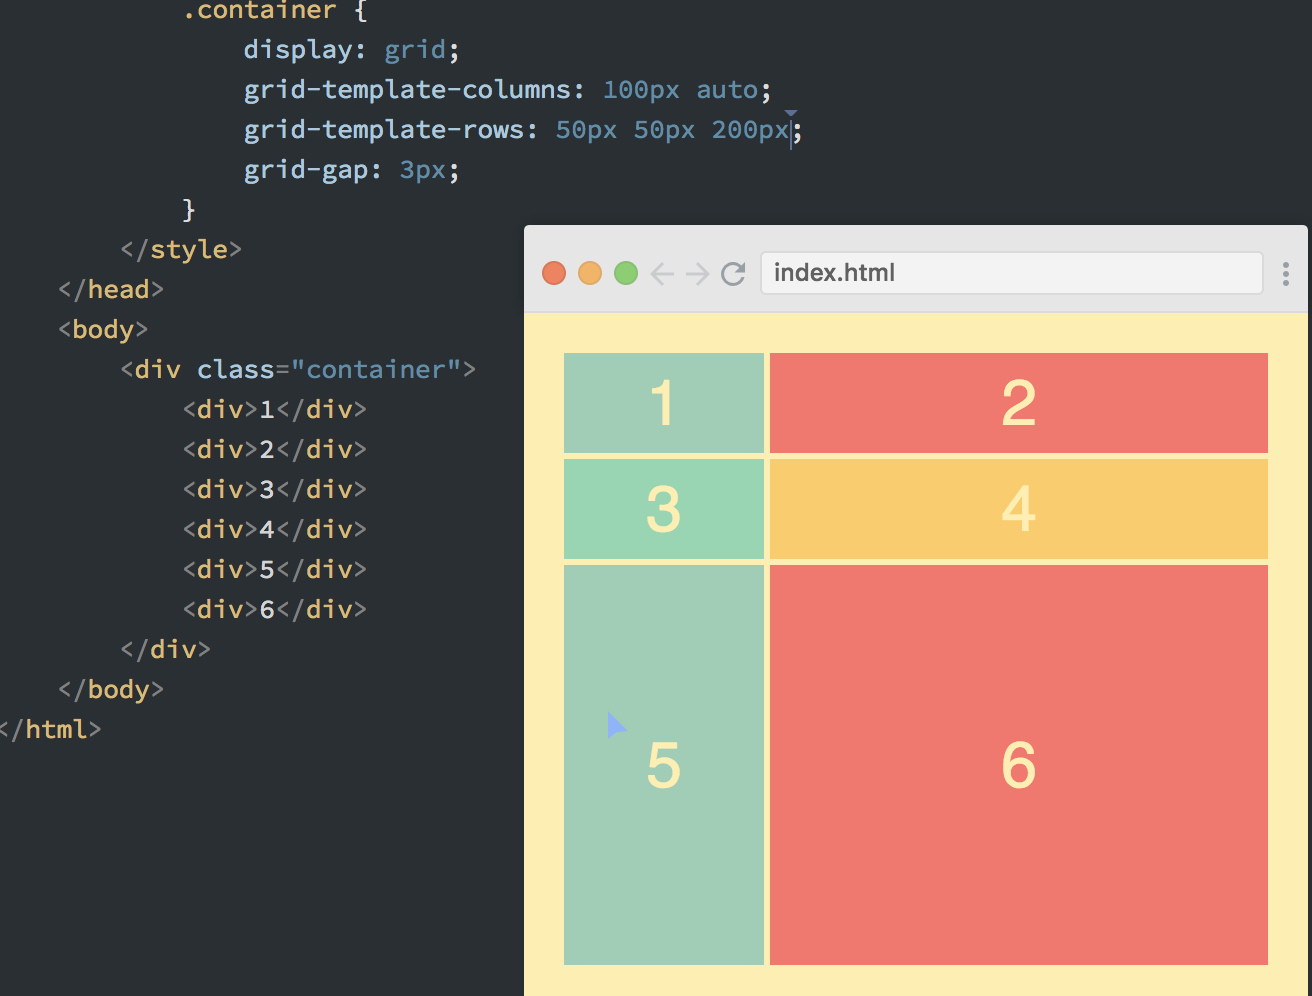 .container {
display: grid;
grid-template-columns: 100px auto;
grid-template-rows: 50px 50px 200px;
grid-gap: 3px;
}
</style>
</head>
<body>
<div class="container">
<div>1</div>
<div>2</div>
<div>3</div>
<div>4</div>
<div>5</div>
<div>6</div>
</div>
</body>
</html>
index.html
1 2
3 4
5 6